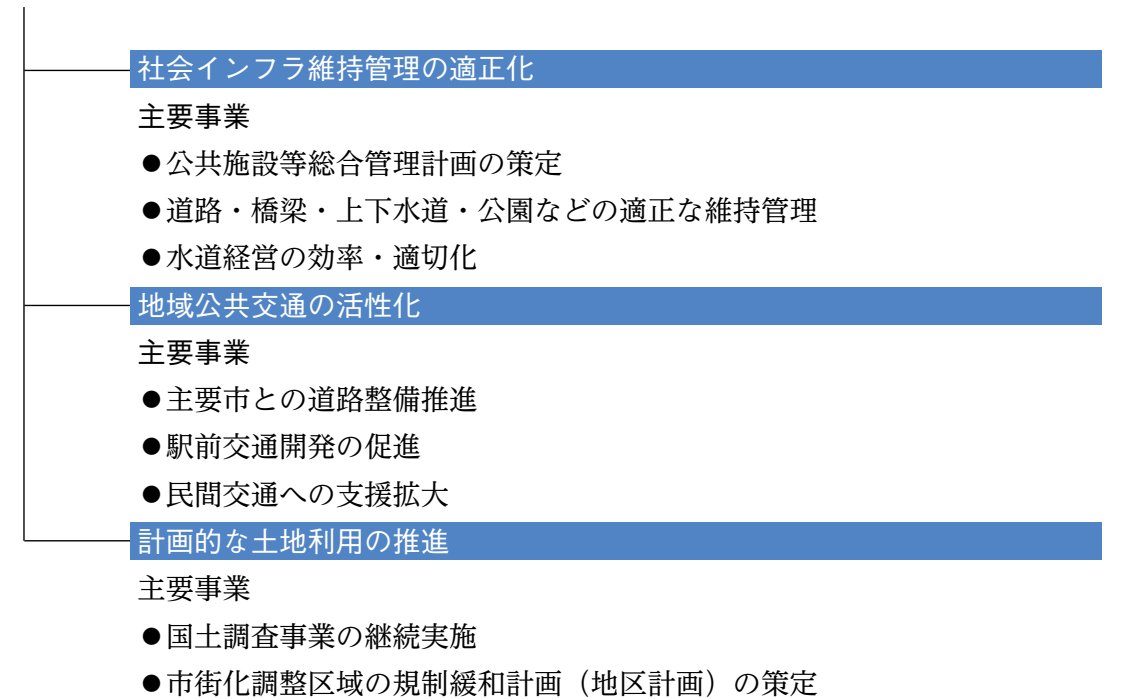 社会インフラ維持管理の適正化
主要事業
●公共施設等総合管理計画の策定
●道路・橋梁・上下水道・公園などの適正な維持管理
●水道経営の効率・適切化
地域公共交通の活性化
主要事業
●主要市との道路整備推進
●駅前交通開発の促進
●民間交通への支援拡大
計画的な土地利用の推進
主要事業
●国土調査事業の継続実施
●市街化調整区域の規制緩和計画（地区計画）の策定